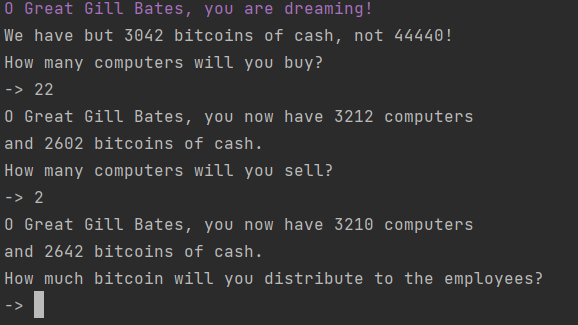 O Great Gill Bates, you are dreaming!
We have but 3042 bitcoins of cash, not 44440!
How many computers will you buy?
-> 22
O Great Gill Bates, you now have 3212 computers
and 2602 bitcoins of cash.
How many computers will you sell?
-> 2
O Great Gill Bates, you now have 3210 computers
and 2642 bitcoins of cash.
How much bitcoin will you distribute to the employees?
->